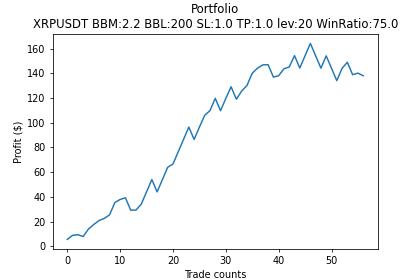 Portfolio
XRPUSDT BBM:2.2 BBL:200 SL:1.0 TP:1.0 lev:20 WinRatio:75.0
160
140
120
100
80
60
40
20
0
Profit ($)
0 10 20 30 40 50
Trade counts